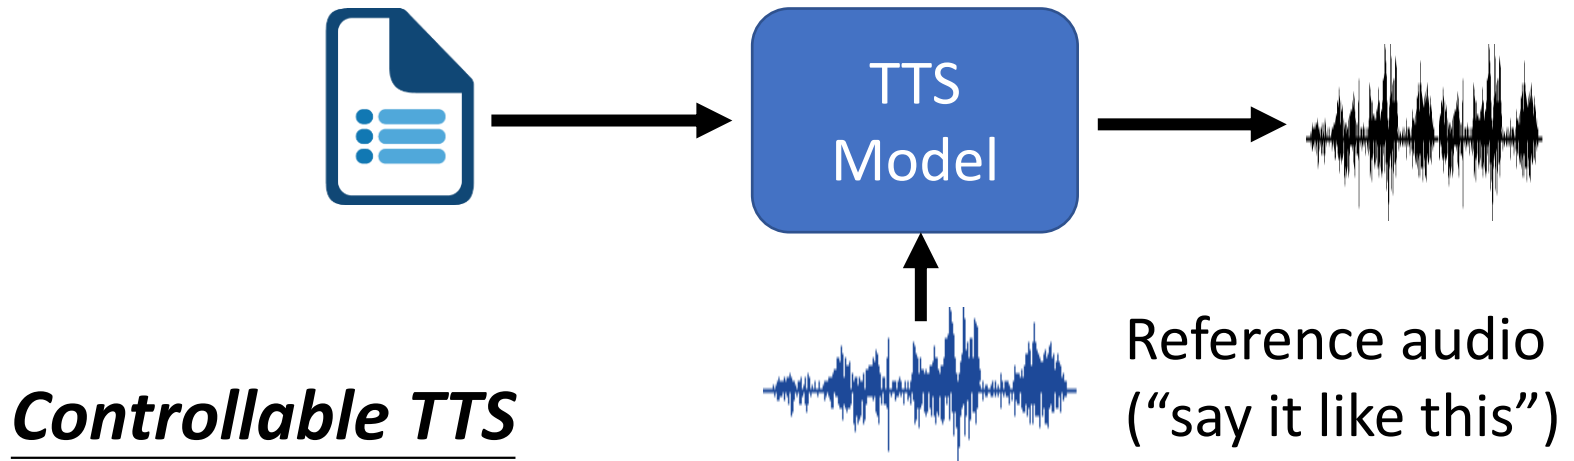 TTS
Model
Reference audio
(“say it like this”)
Controllable TTS